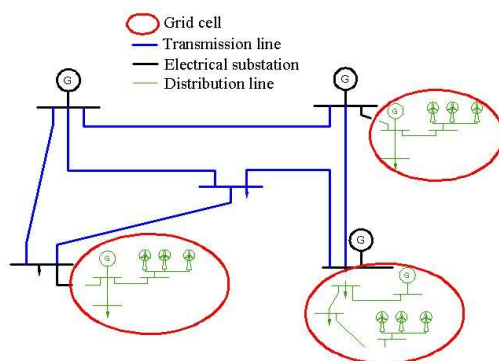 Grid cell
Transmission line
Electrical substation
Distribution line
G
G
G
G
G
G